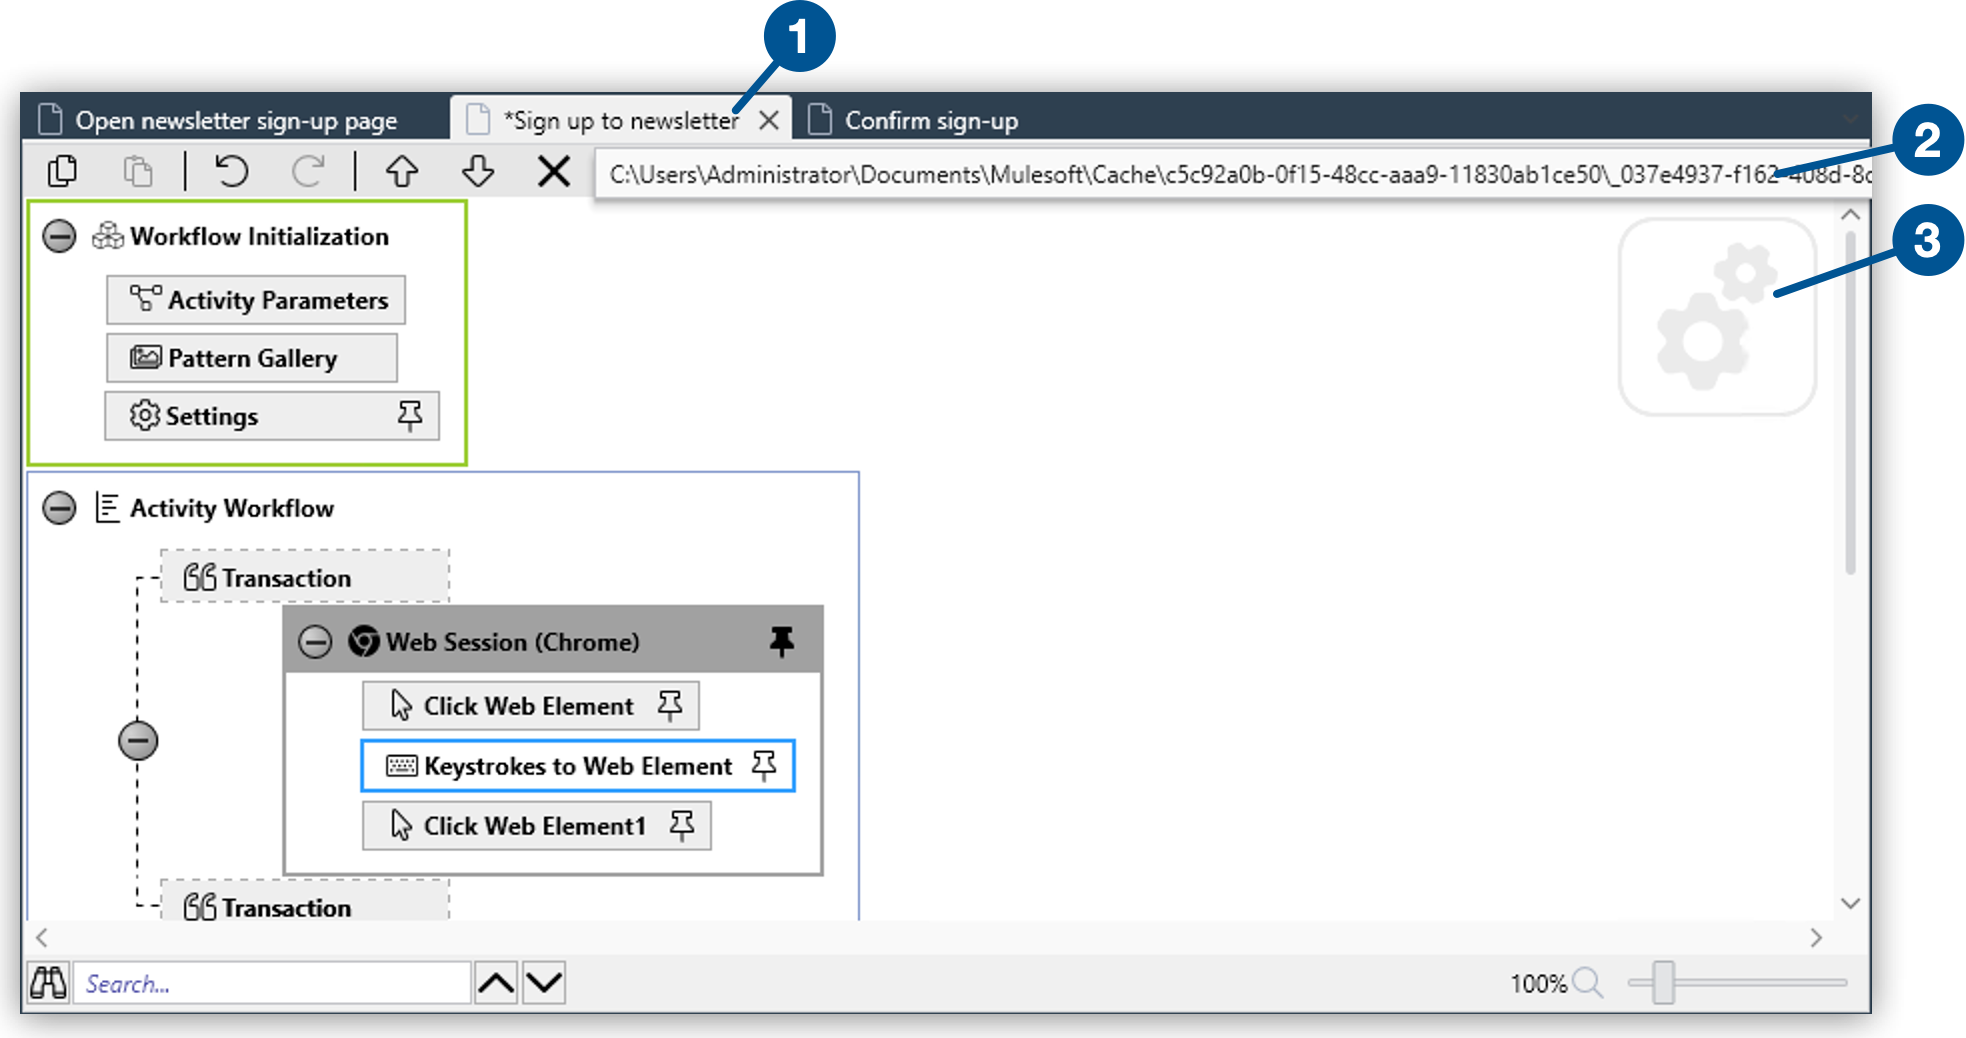 1
Open newsletter sign-up page
*Sign up to newsletter
Confirm sign-up
2
C:\Users\Administrator\Documents\Mulesoft\Cache\c5c92a0b-0f15-48cc-aaa9-11830ab1ce50\_037e4937-f162-408d-8c
3
Workflow Initialization
Activity Parameters
Pattern Gallery
Settings
Activity Workflow
Transaction
Web Session (Chrome)
Click Web Element
Keystrokes to Web Element
Click Web Element1
Transaction
Search...
100%